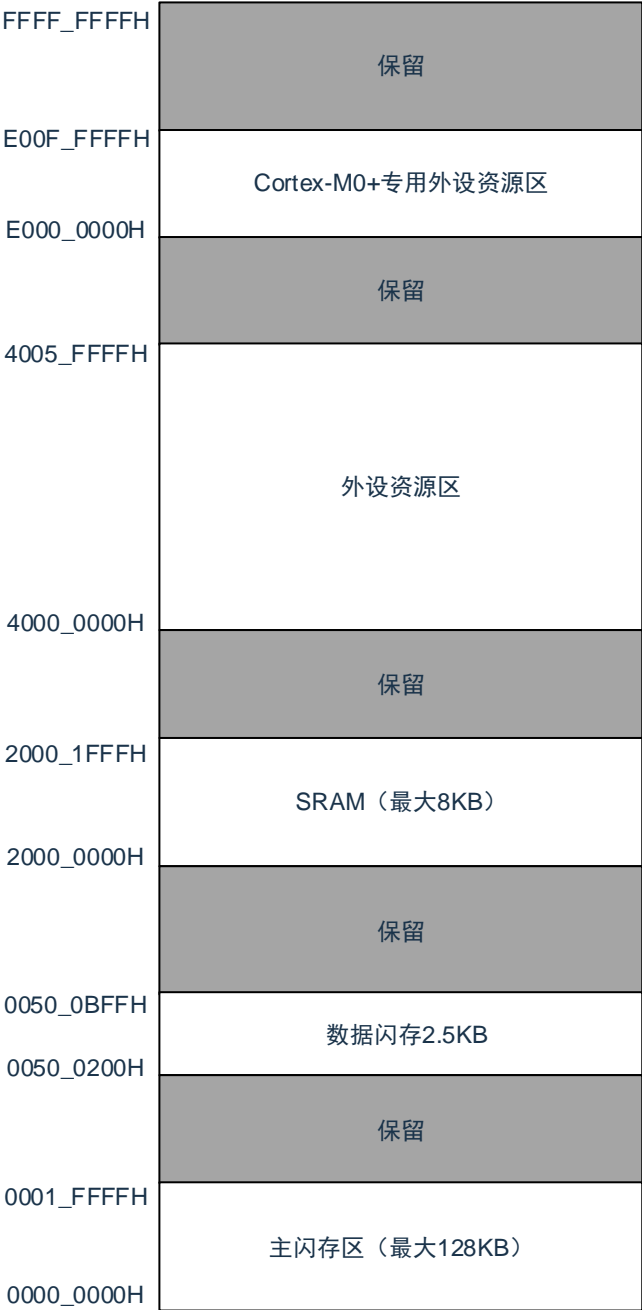 FFFF_FFFFH
保留
E00F_FFFFH
Cortex-M0+专用外设资源区
E000_0000H
保留
4005_FFFFH
外设资源区
4000_0000H
保留
2000_1FFFH
SRAM（最大8KB）
2000_0000H
保留
0050_0BFFH
数据闪存2.5KB
0050_0200H
保留
0001_FFFFH
主闪存区（最大128KB）
0000_0000H